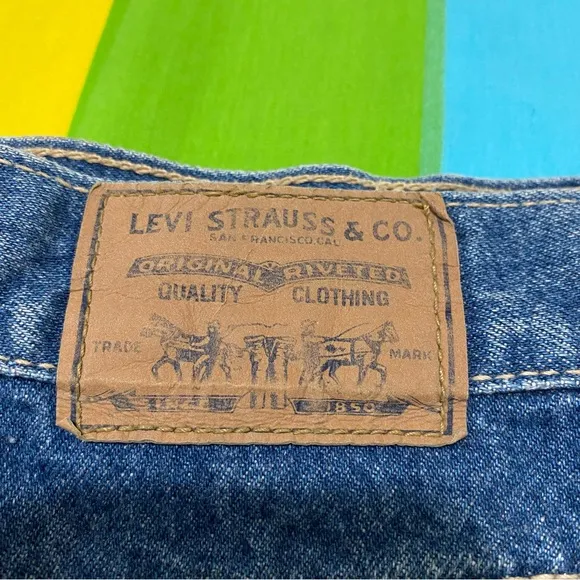 LEVI STRAUSS & CO.
SAN FRANCISCO, CAL
ORIGINAL RIVETED
QUALITY CLOTHING
TRADE MARK
1850